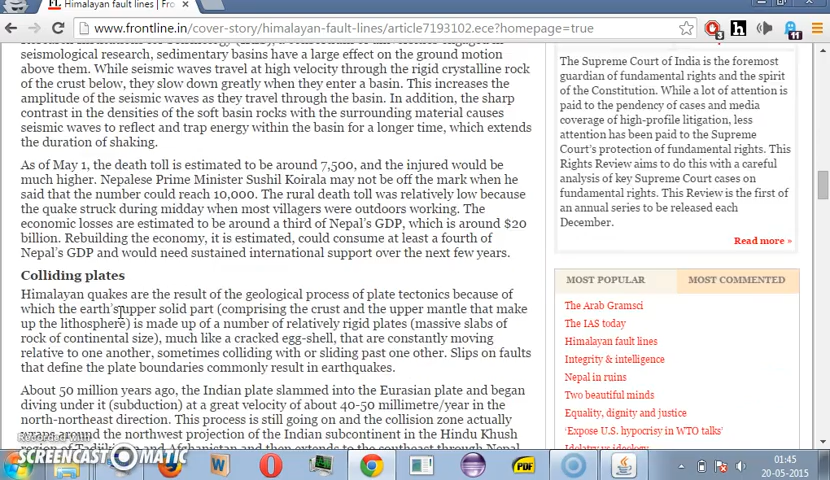 Himalayan fault lines | Fro
www.frontline.in/cover-story/himalayan-fault-lines/article7193102.ece?homepage=true
11
seismological research, sedimentary basins have a large effect on the ground motion
above them. While seismic waves travel at high velocity through the rigid crystalline rock
of the crust below, they slow down greatly when they enter a basin. This increases the
amplitude of the seismic waves as they travel through the basin. In addition, the sharp
contrast in the densities of the soft basin rocks with the surrounding material causes
seismic waves to reflect and trap energy within the basin for a longer time, which extends
the duration of shaking.
As of May 1, the death toll is estimated to be around 7,500, and the injured would be
much higher. Nepalese Prime Minister Sushil Koirala may not be off the mark when he
said that the number could reach 10,000. The rural death toll was relatively low because
the quake struck during midday when most villagers were outdoors working. The
economic losses are estimated to be around a third of Nepal's GDP, which is around $20
billion. Rebuilding the economy, it is estimated, could consume at least a fourth of
Nepal's GDP and would need sustained international support over the next few years.
Colliding plates
Himalayan quakes are the result of the geological process of plate tectonics because of
which the earth's upper solid part (comprising the crust and the upper mantle that make
up the lithosphere) is made up of a number of relatively rigid plates (massive slabs of
rock of continental size), much like a cracked egg-shell, that are constantly moving
relative to one another, sometimes colliding with or sliding past one other. Slips on faults
that define the plate boundaries commonly result in earthquakes.
About 50 million years ago, the Indian plate slammed into the Eurasian plate and began
diving under it (subduction) at a great velocity of about 40-50 millimetre/year in the
north-northeast direction. This process is still going on and the collision zone actually
around the northwest projection of the Indian subcontinent in the Hindu Khush
The Supreme Court of India is the foremost
guardian of fundamental rights and the spirit
of the Constitution. While a lot of attention is
paid to the pendency of cases and media
coverage of high-profile litigation, less
attention has been paid to the Supreme
Court's protection of fundamental rights. This
Rights Review aims to do this with a careful
analysis of key Supreme Court cases on
fundamental rights. This Review is the first of
an annual series to be released each
December.
Read more »
MOST POPULAR
MOST COMMENTED
The Arab Gramsci
The IAS today
Himalayan fault lines
Integrity & intelligence
Nepal in ruins
Two beautiful minds
Equality, dignity and justice
'Expose U.S. hypocrisy in WTO talks'
Idolatry vs ideology
Recorded with
SCREENCAST MATIC
PDF
01:45
20-05-2015